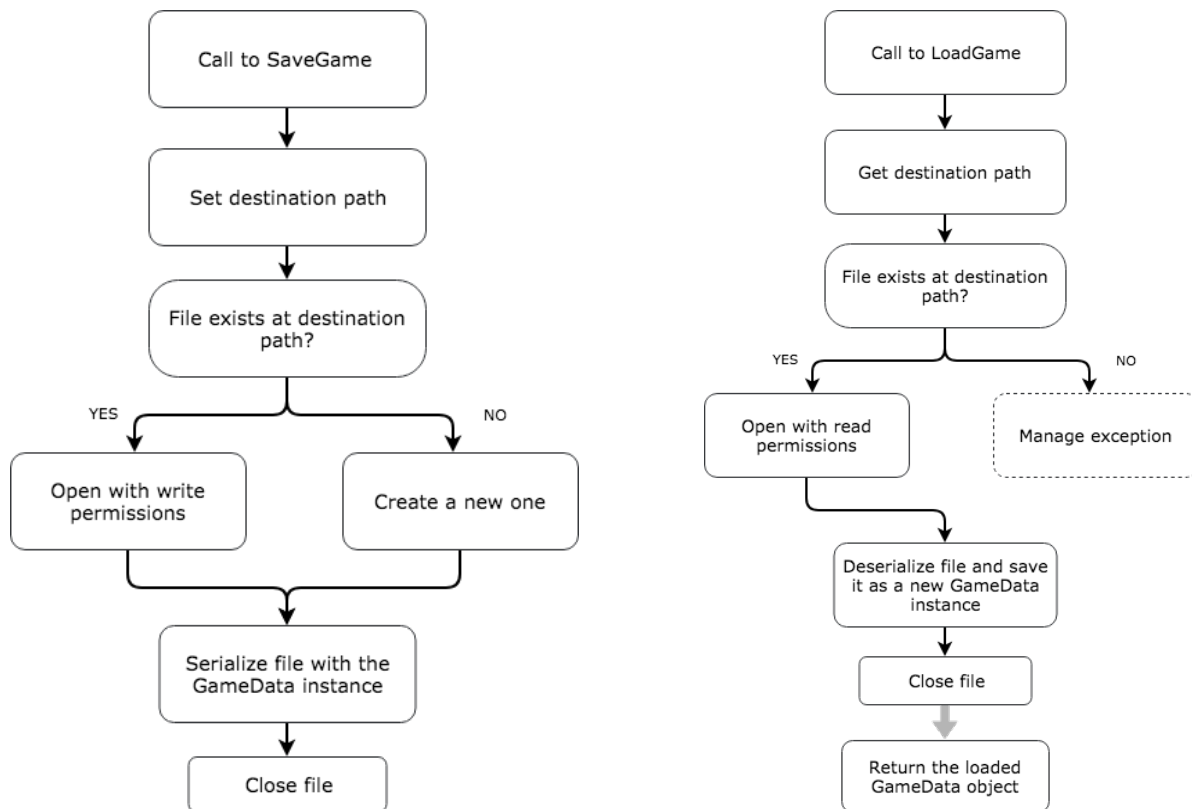 Call to SaveGame
Set destination path
File exists at destination
path?
YES
NO
Open with write
permissions
Create a new one
Serialize file with the
GameData instance
Close file
Call to LoadGame
Get destination path
File exists at destination
path?
YES
NO
Open with read
permissions
Manage exception
Deserialize file and save
it as a new GameData
instance
Close file
Return the loaded
GameData object